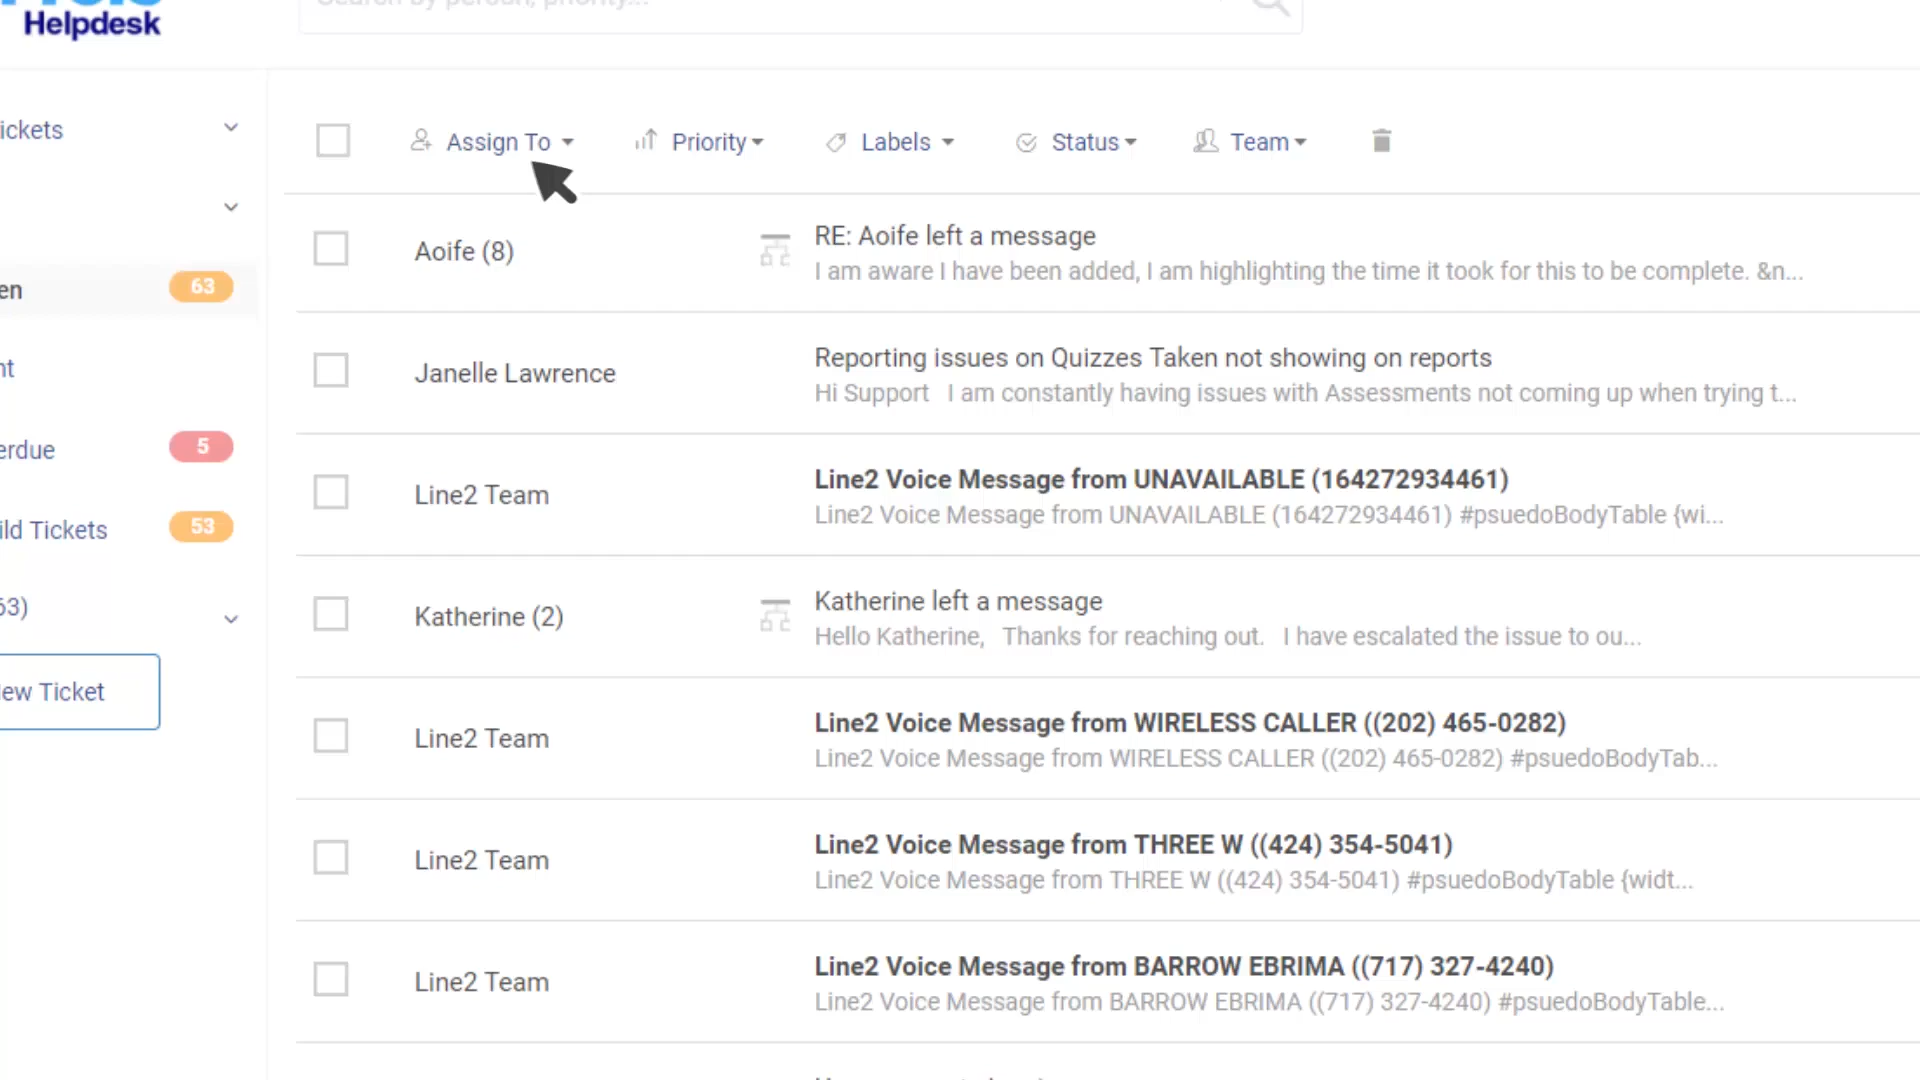 Helpdesk
Search by person, priority...
ickets
en 63
nt
erdue 5
ild Tickets 53
63)
ew Ticket
Assign To Priority Labels Status Team
Aoife (8)
RE: Aoife left a message
I am aware I have been added, I am highlighting the time it took for this to be complete. &n...
Janelle Lawrence
Reporting issues on Quizzes Taken not showing on reports
Hi Support I am constantly having issues with Assessments not coming up when trying t...
Line2 Team
Line2 Voice Message from UNAVAILABLE (164272934461)
Line2 Voice Message from UNAVAILABLE (164272934461) #psuedoBodyTable {wi...
Katherine (2)
Katherine left a message
Hello Katherine, Thanks for reaching out. I have escalated the issue to ou...
Line2 Team
Line2 Voice Message from WIRELESS CALLER ((202) 465-0282)
Line2 Voice Message from WIRELESS CALLER ((202) 465-0282) #psuedoBodyTab...
Line2 Team
Line2 Voice Message from THREE W ((424) 354-5041)
Line2 Voice Message from THREE W ((424) 354-5041) #psuedoBodyTable {widt...
Line2 Team
Line2 Voice Message from BARROW EBRIMA ((717) 327-4240)
Line2 Voice Message from BARROW EBRIMA ((717) 327-4240) #psuedoBodyTable...